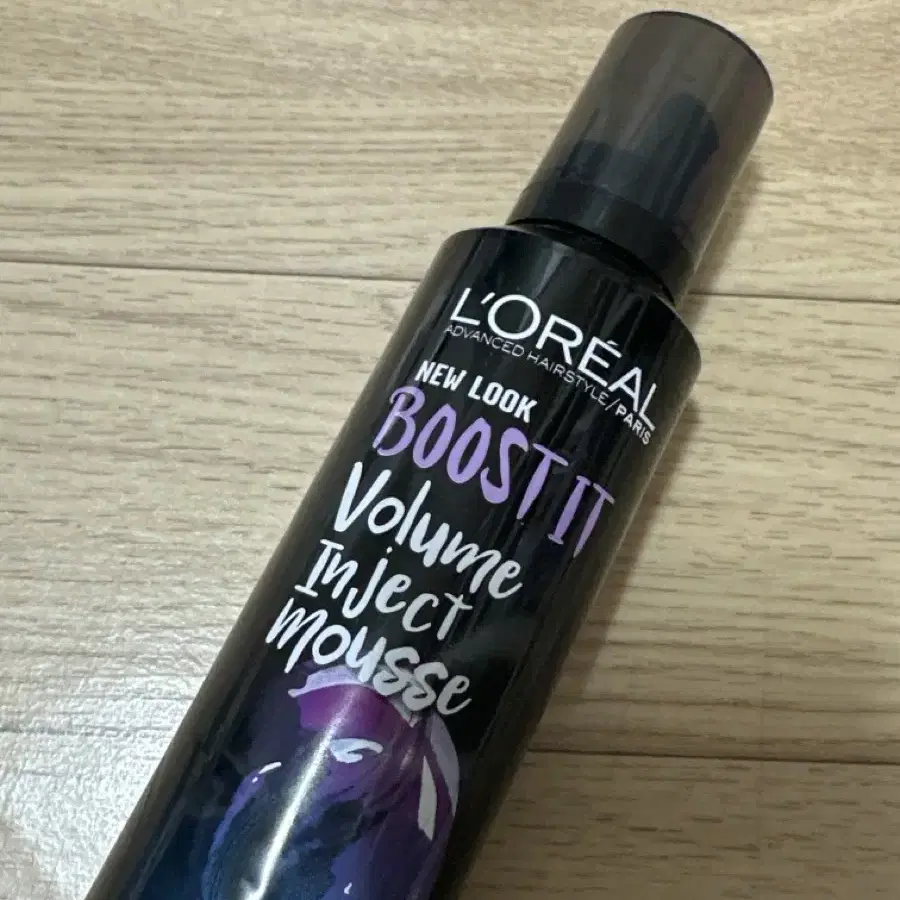 L'ORÉAL
ADVANCED HAIRSTYLE/PARIS
NEW LOOK
BOOST IT
Volume
Inject
mousse